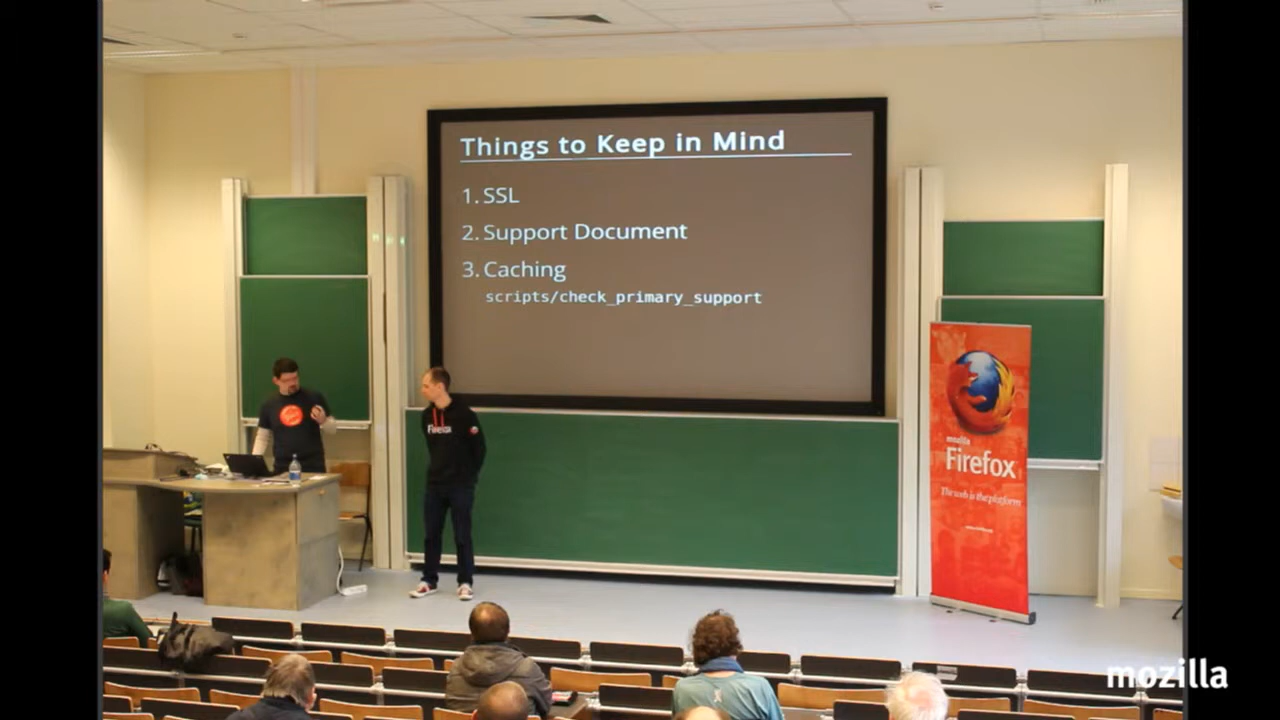 Things to Keep in Mind
1. SSL
2. Support Document
3. Caching
scripts/check_primary_support
Firefox
mozilla
Firefox
The web is the platform
mozilla